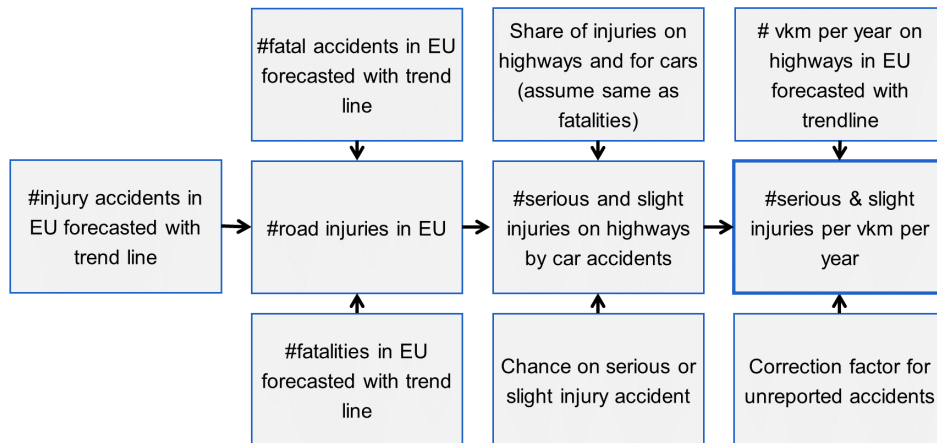 #fatal accidents in EU
forecasted with trend
line
Share of injuries on
highways and for cars
(assume same as
fatalities)
# vkm per year on
highways in EU
forecasted with
trendline
#injury accidents in
EU forecasted with
trend line
#road injuries in EU
#serious and slight
injuries on highways
by car accidents
#serious & slight
injuries per vkm per
year
#fatalities in EU
forecasted with trend
line
Chance on serious or
slight injury accident
Correction factor for
unreported accidents